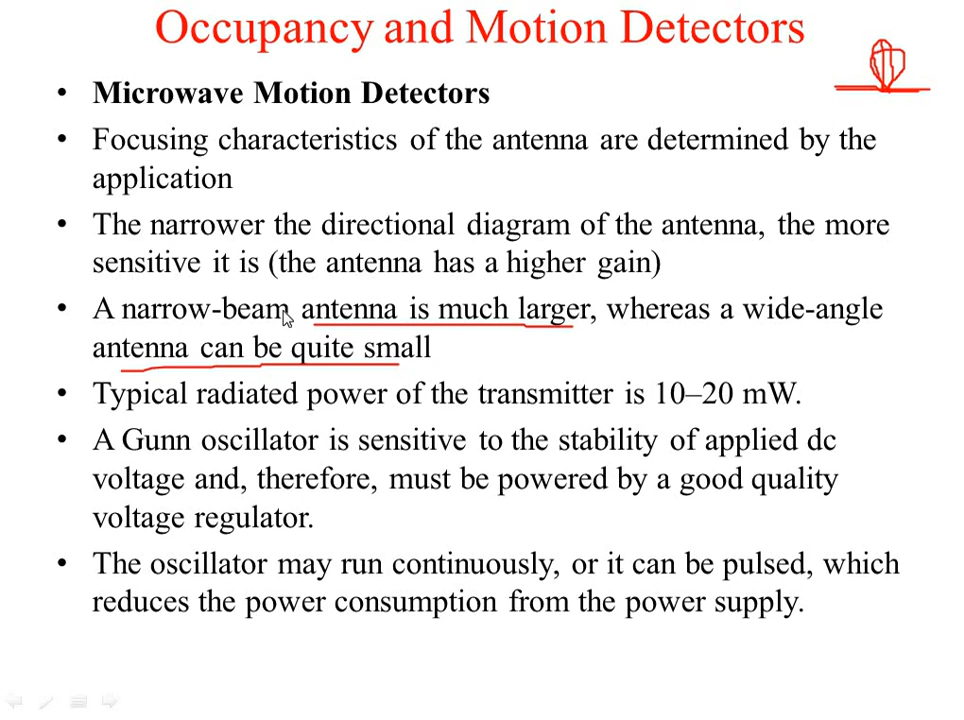 Occupancy and Motion Detectors
• Microwave Motion Detectors
• Focusing characteristics of the antenna are determined by the
application
• The narrower the directional diagram of the antenna, the more
sensitive it is (the antenna has a higher gain)
• A narrow-beam antenna is much larger, whereas a wide-angle
antenna can be quite small
• Typical radiated power of the transmitter is 10–20 mW.
• A Gunn oscillator is sensitive to the stability of applied dc
voltage and, therefore, must be powered by a good quality
voltage regulator.
• The oscillator may run continuously, or it can be pulsed, which
reduces the power consumption from the power supply.